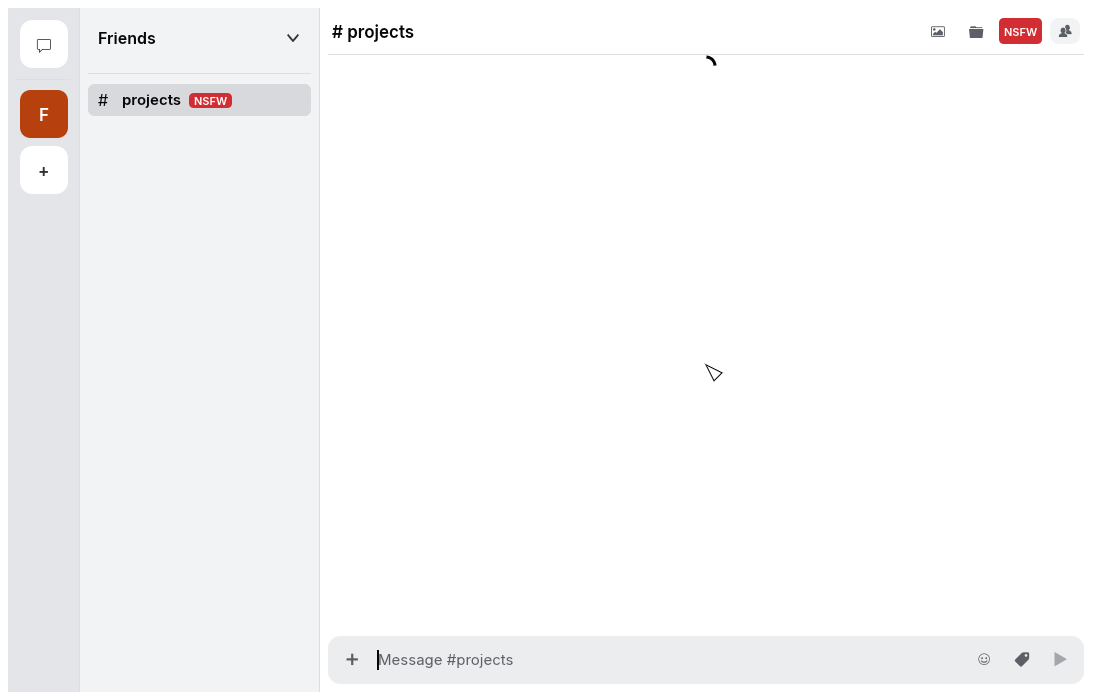 Friends
# projects NSFW
F
+
# projects
NSFW
Message #projects